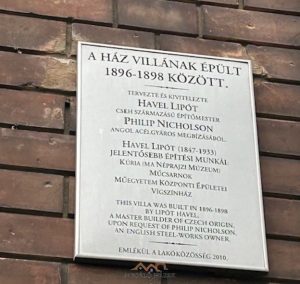 A HÁZ VILLÁNAK ÉPÜLT
1896-1898 KÖZÖTT.
TERVEZTE ÉS KIVITELEZTE
HAVEL LIPÓT
CSEH SZÁRMAZÁSÚ ÉPÍTŐMESTER
PHILIP NICHOLSON
ANGOL ACÉLGYÁROS MEGBÍZÁSÁBÓL.
HAVEL LIPÓT (1847-1933)
JELENTŐSEBB ÉPÍTÉSI MUNKÁI:
KÚRIA (MA NÉPRAJZI MÚZEUM)
MŰCSARNOK
MŰEGYETEM KÖZPONTI ÉPÜLETEI
VÍGSZÍNHÁZ
THIS VILLA WAS BUILT IN 1896-1898
BY LIPÓT HAVEL,
A MASTER BUILDER OF CZECH ORIGIN,
UPON REQUEST OF PHILIP NICHOLSON,
AN ENGLISH STEEL-WORKS OWNER.
EMLÉKÜL A LAKÓKÖZÖSSÉG 2010.